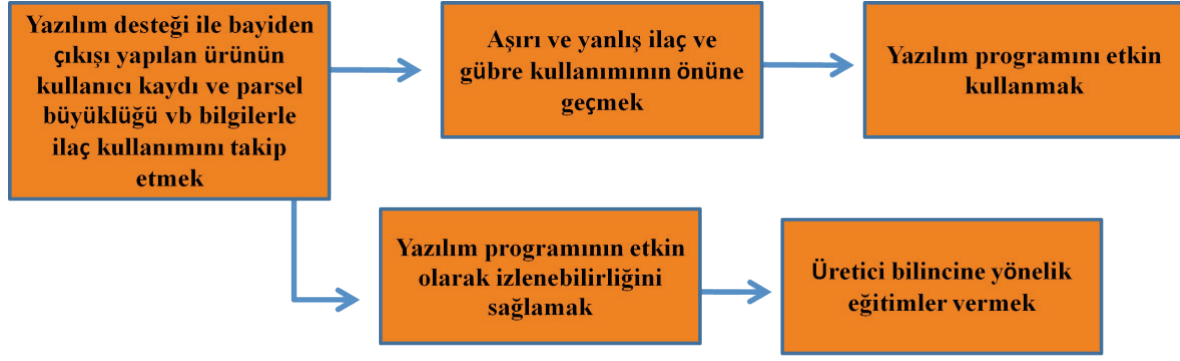 Yazılım desteği ile bayiden
çıkışı yapılan ürünün
kullanıcı kaydı ve parsel
büyüklüğü vb bilgilerle
ilaç kullanımını takip
etmek
Aşırı ve yanlış ilaç ve
gübre kullanımının önüne
geçmek
Yazılım programını etkin
kullanmak
Yazılım programının etkin
olarak izlenebilirliğini
sağlamak
Üretici bilincine yönelik
eğitimler vermek